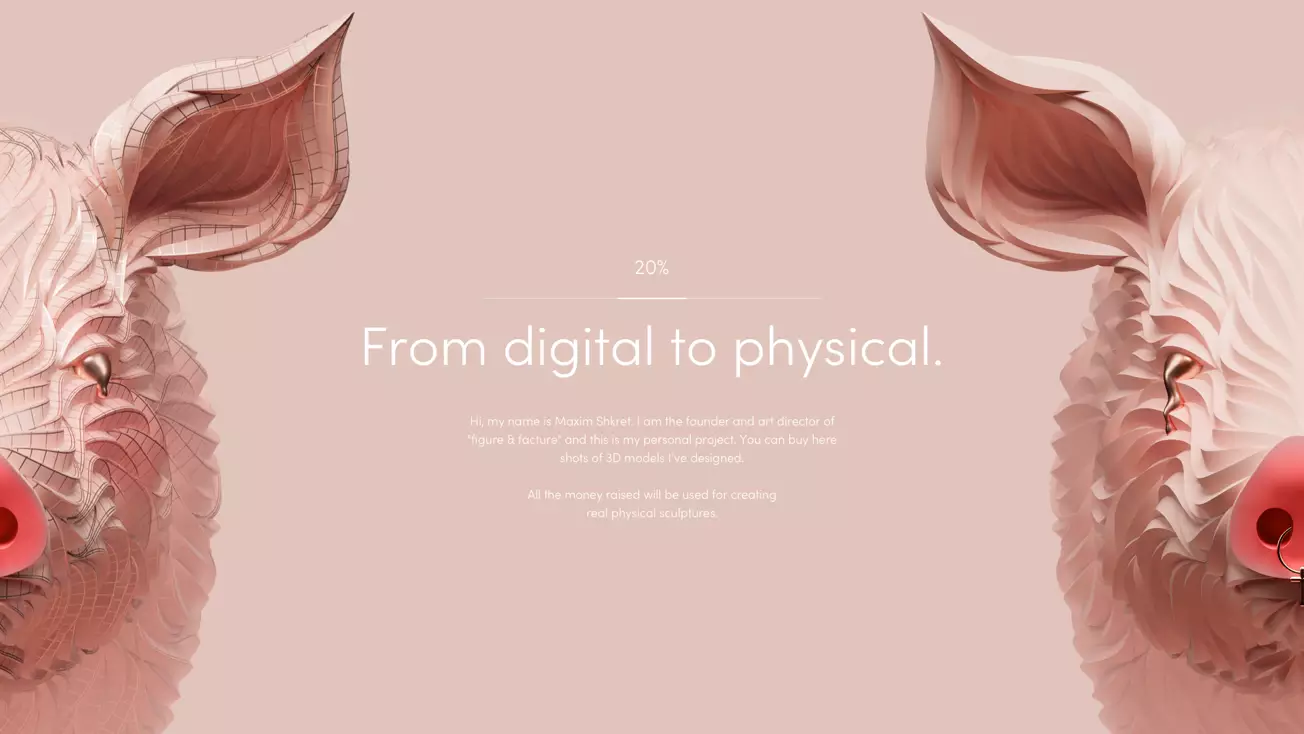 20%
From digital to physical.
Hi, my name is Maxim Shkret. I am the founder and art director of
"figure & facture" and this is my personal project. You can buy here
shots of 3D models I've designed.
All the money raised will be used for creating
real physical sculptures.